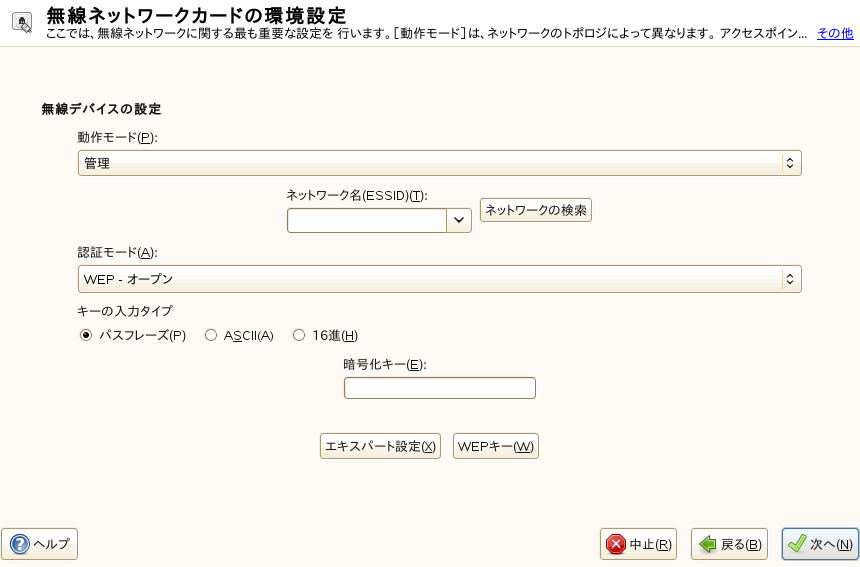 無線ネットワークカードの環境設定
ここでは、無線ネットワークに関する最も重要な設定を 行います。［動作モード］は、ネットワークのトポロジによって異なります。 アクセスポイン... その他
無線デバイスの設定
動作モード(P):
管理
ネットワーク名(ESSID)(T):
ネットワークの検索
認証モード(A):
WEP - オープン
キーの入力タイプ
パスフレーズ(P) ASCII(A) 16進(H)
暗号化キー(E):
エキスパート設定(X) WEPキー(W)
ヘルプ 中止(R) 戻る(B) 次へ(N)